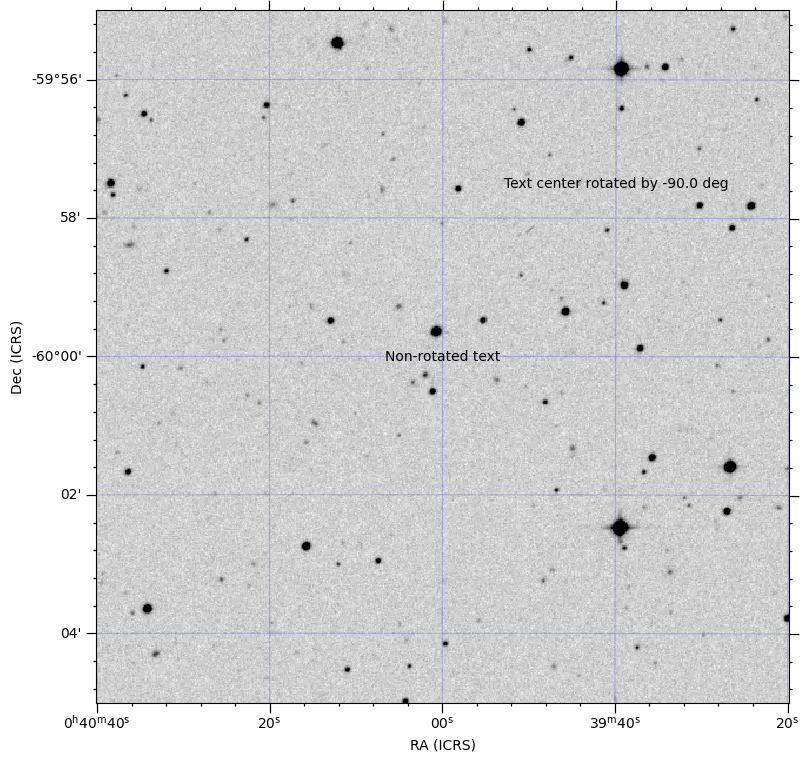 -59°56'
Text center rotated by -90.0 deg
58'
Dec (ICRS)
-60°00'
Non-rotated text
02'
04'
0ʰ40ᵐ40ˢ 20ˢ 00ˢ 39ᵐ40ˢ 20ˢ
RA (ICRS)